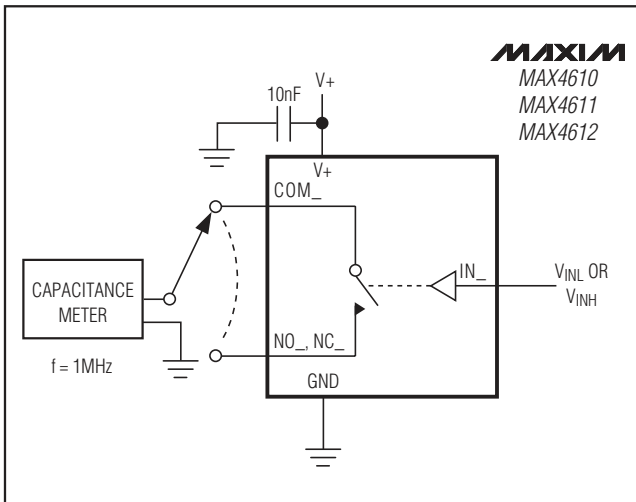 MAXIM
MAX4610
MAX4611
MAX4612
V+
10nF
V+
COM_
IN_
V_INL OR
V_INH
CAPACITANCE
METER
NO_, NC_
f = 1MHz
GND